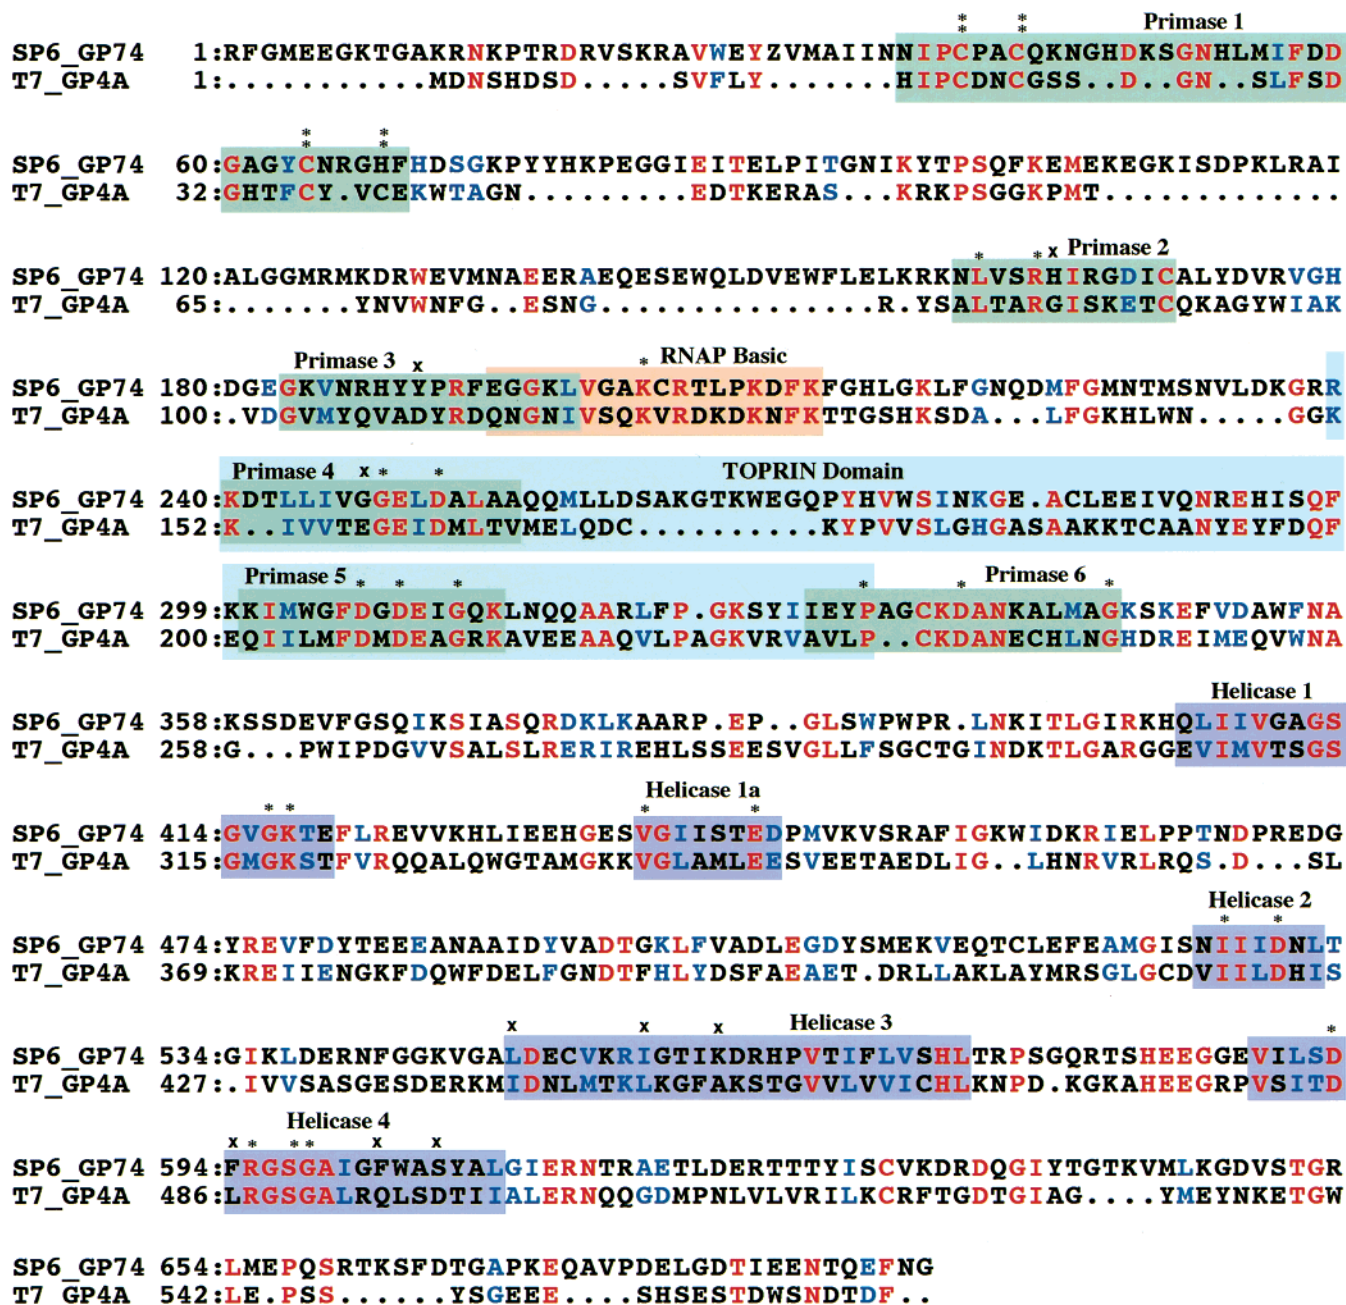 * *
* * Primase 1
SP6_GP74 1:RFGMEEGKTGAKRNKPTRDRVSKRAVWEYZVMAIINNIPCPACQKNGHDKSGNHLMIFDD
T7_GP4A 1:...........MDNSHDSD.....SVFLY.......HIPCDNCGSS..D..GN..SLFSD
* *
* *
SP6_GP74 60:GAGYCNRGHFHDSGKPYYHKPEGGIEITELPITGNIKYTPSQFKEMEKEGKISDPKLRAI
T7_GP4A 32:GHTFCY.VCEKWTAGN.........EDTKERAS...KRKPSGGKPMT.............
* * x Primase 2
SP6_GP74 120:ALGGMRMKDRWEVMNAEERAEQESEWQLDVEWFLELKRKNLVSRHIRGDICALYDVRVGH
T7_GP4A 65:.......YNVWNFG..ESNG...............R.YSALTARGISKETCQKAGYWIAK
Primase 3 x * RNAP Basic
SP6_GP74 180:DGEGKVNRHYYPRFEGGKLVGAKCRTLPKDFKFGHLGKLFGNQDMFGMNTMSNVLDKGRR
T7_GP4A 100:.VDGVMYQVADYRDQNGNIVSQKVRDKDKNFKTTGSHKSDA...LFGKHLWN.....GGK
Primase 4 x * * TOPRIN Domain
SP6_GP74 240:KDTLLIVGGELDALAAQQMLLDSAKGTKWEGQPYHVWSINKGE.ACLEEIVQNREHISQF
T7_GP4A 152:K..IVVTEGEIDMLTVMELQDC..........KYPVVSLGHGASAAKKTCAANYEYFDQF
Primase 5 * * * * * Primase 6 *
SP6_GP74 299:KKIMWGFDGDEIGQKLNQQAARLFP.GKSYIIEYPAGCKDANKALMAGKSKEFVDAWFNA
T7_GP4A 200:EQIILMFDMDEAGRKAVEEAAQVLPAGKVRVAVLP..CKDANECHLNGHDREIMEQVWNA
Helicase 1
SP6_GP74 358:KSSDEVFGSQIKSIASQRDKLKAARP.EP..GLSWPWPR.LNKITLGIRKHQLIIVGAGS
T7_GP4A 258:G...PWIPDGVVSALSLRERIREHLSSEESVGLLFSGCTGINDKTLGARGGEVIMVTSGS
Helicase 1a
* * * *
SP6_GP74 414:GVGKTEFLREVVKHLIEEHGESVGIISTEDPMVKVSRAFIGKWIDKRIELPPTNDPREDG
T7_GP4A 315:GMGKSTFVRQQALQWGTAMGKKVGLAMLEESVEETAEDLIG..LHNRVRLRQS.D...SL
Helicase 2
* *
SP6_GP74 474:YREVFDYTEEEANAAIDYVADTGKLFVADLEGDYSMEKVEQTCLEFEAMGISNIIIDNLT
T7_GP4A 369:KREIIENGKFDQWFDELFGNDTFHLYDSFAEAET.DRLLAKLAYMRSGLGCDVIILDHIS
x x x Helicase 3 *
SP6_GP74 534:GIKLDERNFGGKVGALDECVKRIGTIKDRHPVTIFLVSHLTRPSGQRTSHEEGGEVILSD
T7_GP4A 427:.IVVSASGESDERKMIDNLMTKLKGFAKSTGVVLVVICHLKNPD.KGKAHEEGRPVSITD
Helicase 4
x * * * x x
SP6_GP74 594:FRGSGAIGFWASYALGIERNTRAETLDERTTTYISCVKDRDQGIYTGTKVMLKGDVSTGR
T7_GP4A 486:LRGSGALRQLSDTIIALERNQQGDMPNLVLVRILKCRFTGDTGIAG....YMEYNKETGW
SP6_GP74 654:LMEPQSRTKSFDTGAPKEQAVPDELGDTIEENTQEFNG
T7_GP4A 542:LE.PSS......YSGEEE....SHSESTDWSNDTDF..